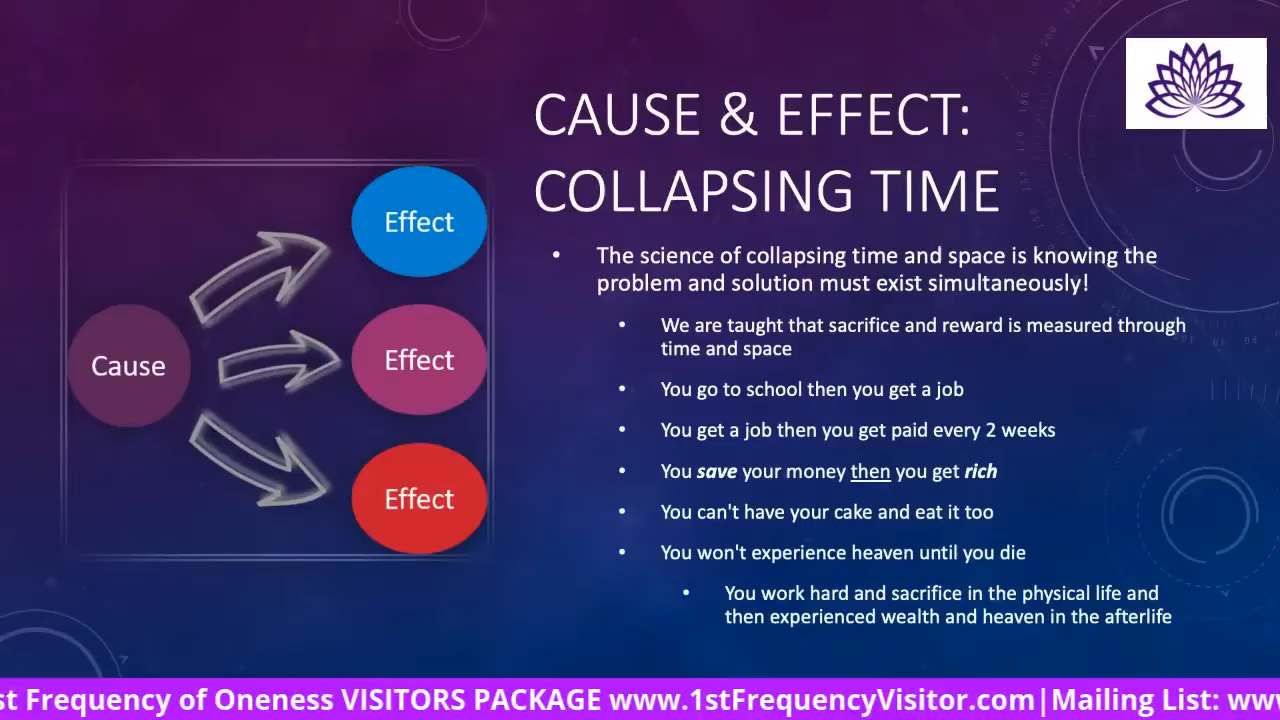 CAUSE & EFFECT:
COLLAPSING TIME
Effect
Cause
Effect
Effect
• The science of collapsing time and space is knowing the
problem and solution must exist simultaneously!
• We are taught that sacrifice and reward is measured through
time and space
• You go to school then you get a job
• You get a job then you get paid every 2 weeks
• You save your money then you get rich
• You can't have your cake and eat it too
• You won't experience heaven until you die
• You work hard and sacrifice in the physical life and
then experienced wealth and heaven in the afterlife
st Frequency of Oneness VISITORS PACKAGE www.1stFrequencyVisitor.com|Mailing List: www